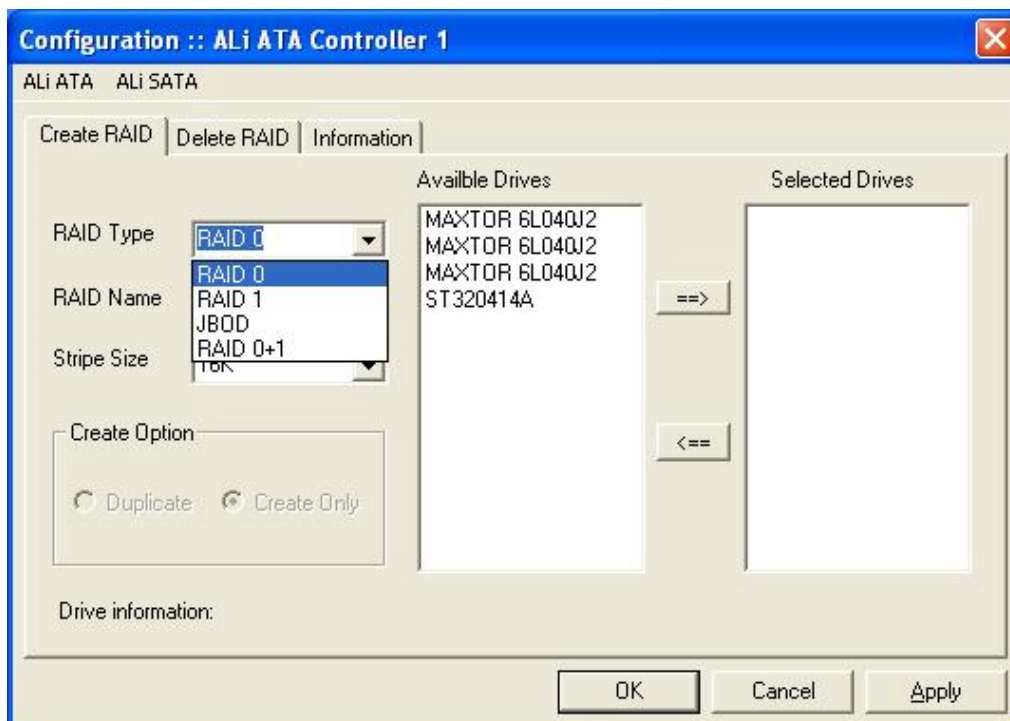 Configuration :: ALi ATA Controller 1
ALi ATA ALi SATA
Create RAID Delete RAID Information
Availble Drives Selected Drives
RAID Type RAID 0
RAID 0
RAID 1
JBOD
RAID 0+1
RAID Name
Stripe Size 16K
MAXTOR 6L040J2
MAXTOR 6L040J2
MAXTOR 6L040J2
ST320414A
==>
<==
Create Option
Duplicate Create Only
Drive information:
OK Cancel Apply